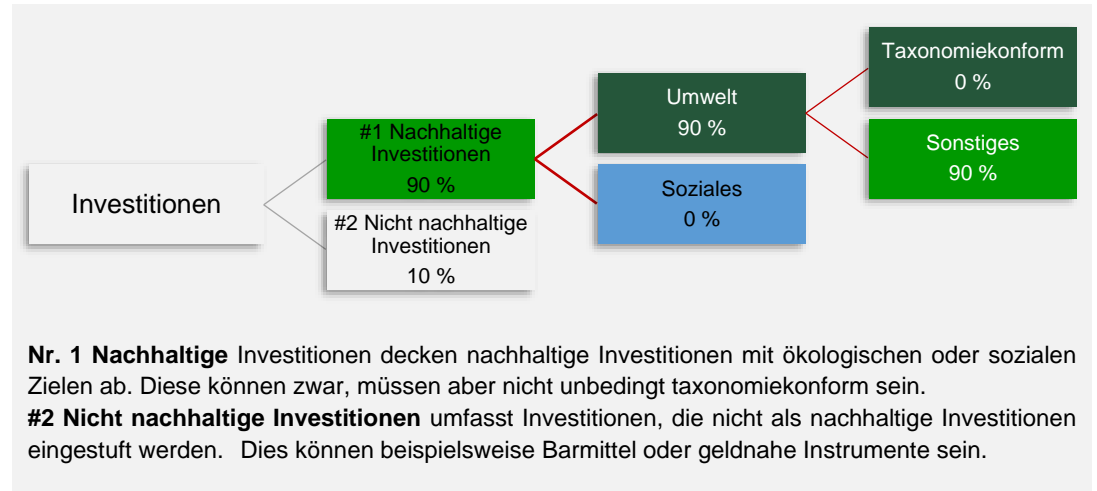 Investitionen
#1 Nachhaltige
Investitionen
90 %
#2 Nicht nachhaltige
Investitionen
10 %
Umwelt
90 %
Soziales
0 %
Taxonomiekonform
0 %
Sonstiges
90 %
Nr. 1 Nachhaltige Investitionen decken nachhaltige Investitionen mit ökologischen oder sozialen
Zielen ab. Diese können zwar, müssen aber nicht unbedingt taxonomiekonform sein.
#2 Nicht nachhaltige Investitionen umfasst Investitionen, die nicht als nachhaltige Investitionen
eingestuft werden. Dies können beispielsweise Barmittel oder geldnahe Instrumente sein.